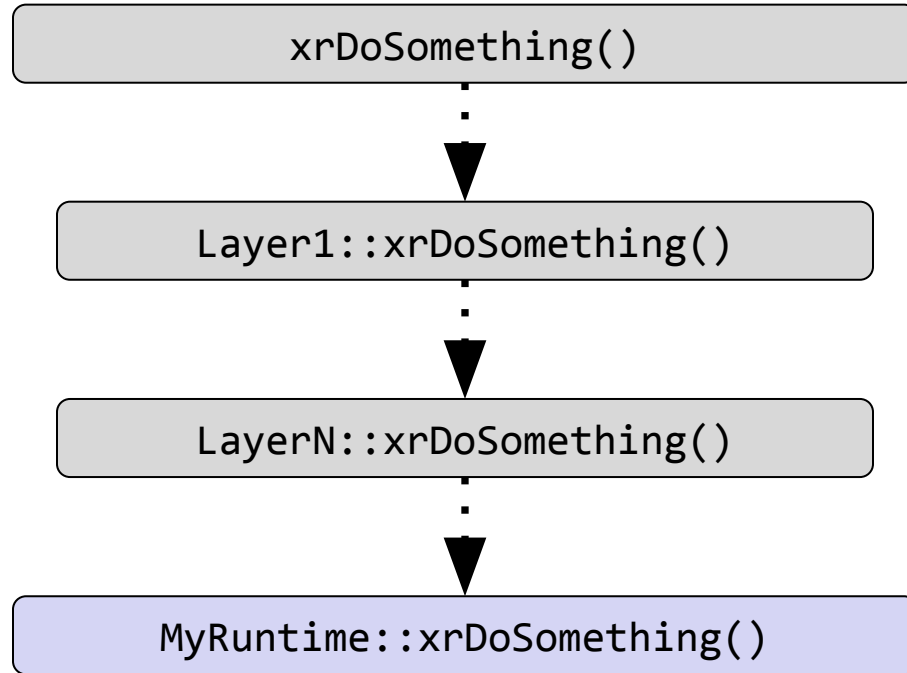 xrDoSomething()
Layer1::xrDoSomething()
LayerN::xrDoSomething()
MyRuntime::xrDoSomething()